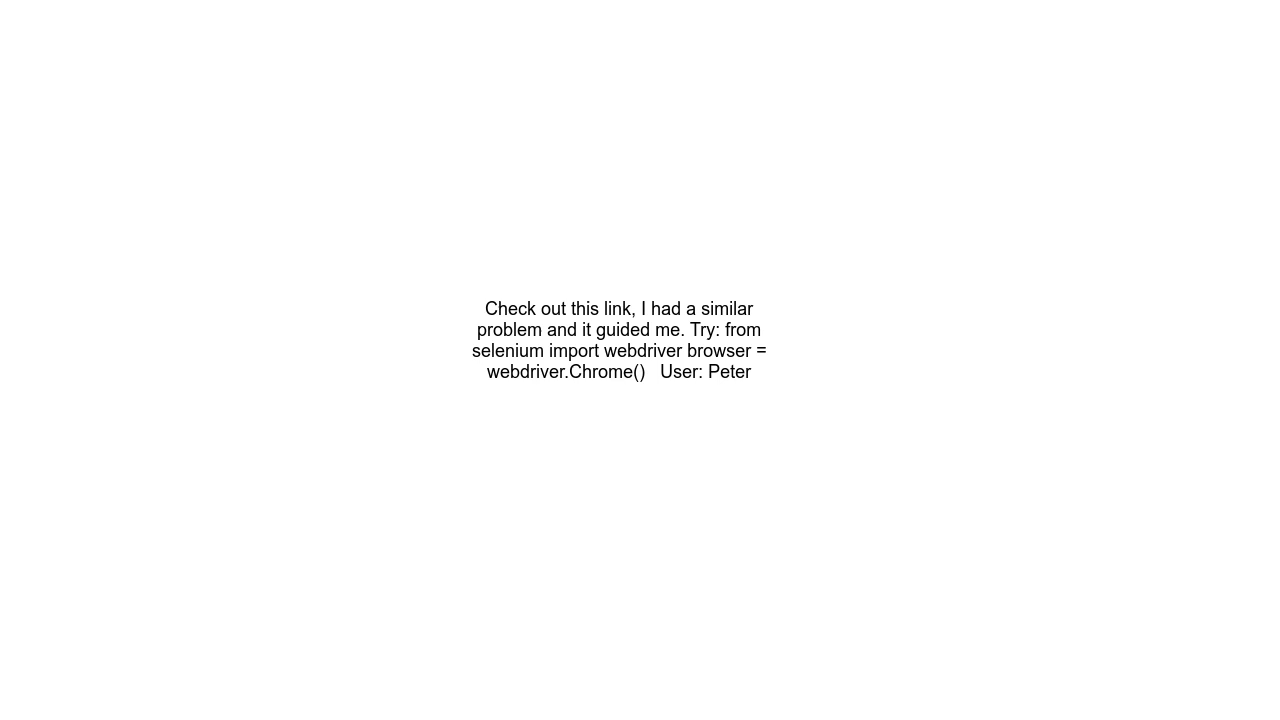 Check out this link, I had a similar
problem and it guided me. Try: from
selenium import webdriver browser =
webdriver.Chrome()   User: Peter